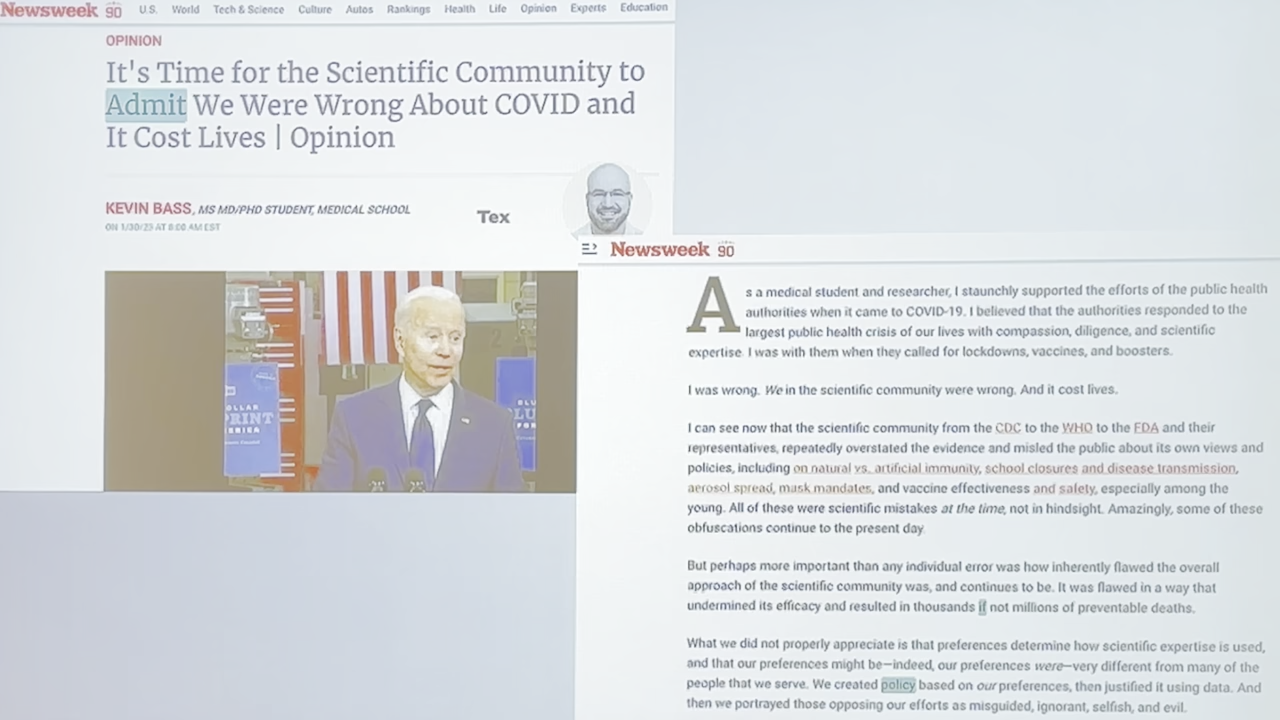 Newsweek 90 U.S. World Tech & Science Culture Autos Rankings Health Life Opinion Experts Education
OPINION
It's Time for the Scientific Community to
Admit We Were Wrong About COVID and
It Cost Lives | Opinion
KEVIN BASS, MS MD/PHD STUDENT, MEDICAL SCHOOL
ON 1/30/23 AT 8:00 AM EST
Tex
PRINT
Newsweek 90
As a medical student and researcher, I staunchly supported the efforts of the public health
authorities when it came to COVID-19. I believed that the authorities responded to the
largest public health crisis of our lives with compassion, diligence, and scientific
expertise. I was with them when they called for lockdowns, vaccines, and boosters.
I was wrong. We in the scientific community were wrong. And it cost lives.
I can see now that the scientific community from the CDC to the WHO to the FDA and their
representatives, repeatedly overstated the evidence and misled the public about its own views and
policies, including on natural vs. artificial immunity, school closures and disease transmission,
aerosol spread, mask mandates, and vaccine effectiveness and safety, especially among the
young. All of these were scientific mistakes at the time, not in hindsight. Amazingly, some of these
obfuscations continue to the present day.
But perhaps more important than any individual error was how inherently flawed the overall
approach of the scientific community was, and continues to be. It was flawed in a way that
undermined its efficacy and resulted in thousands if not millions of preventable deaths.
What we did not properly appreciate is that preferences determine how scientific expertise is used,
and that our preferences might be—indeed, our preferences were—very different from many of the
people that we serve. We created policy based on our preferences, then justified it using data. And
then we portrayed those opposing our efforts as misguided, ignorant, selfish, and evil.